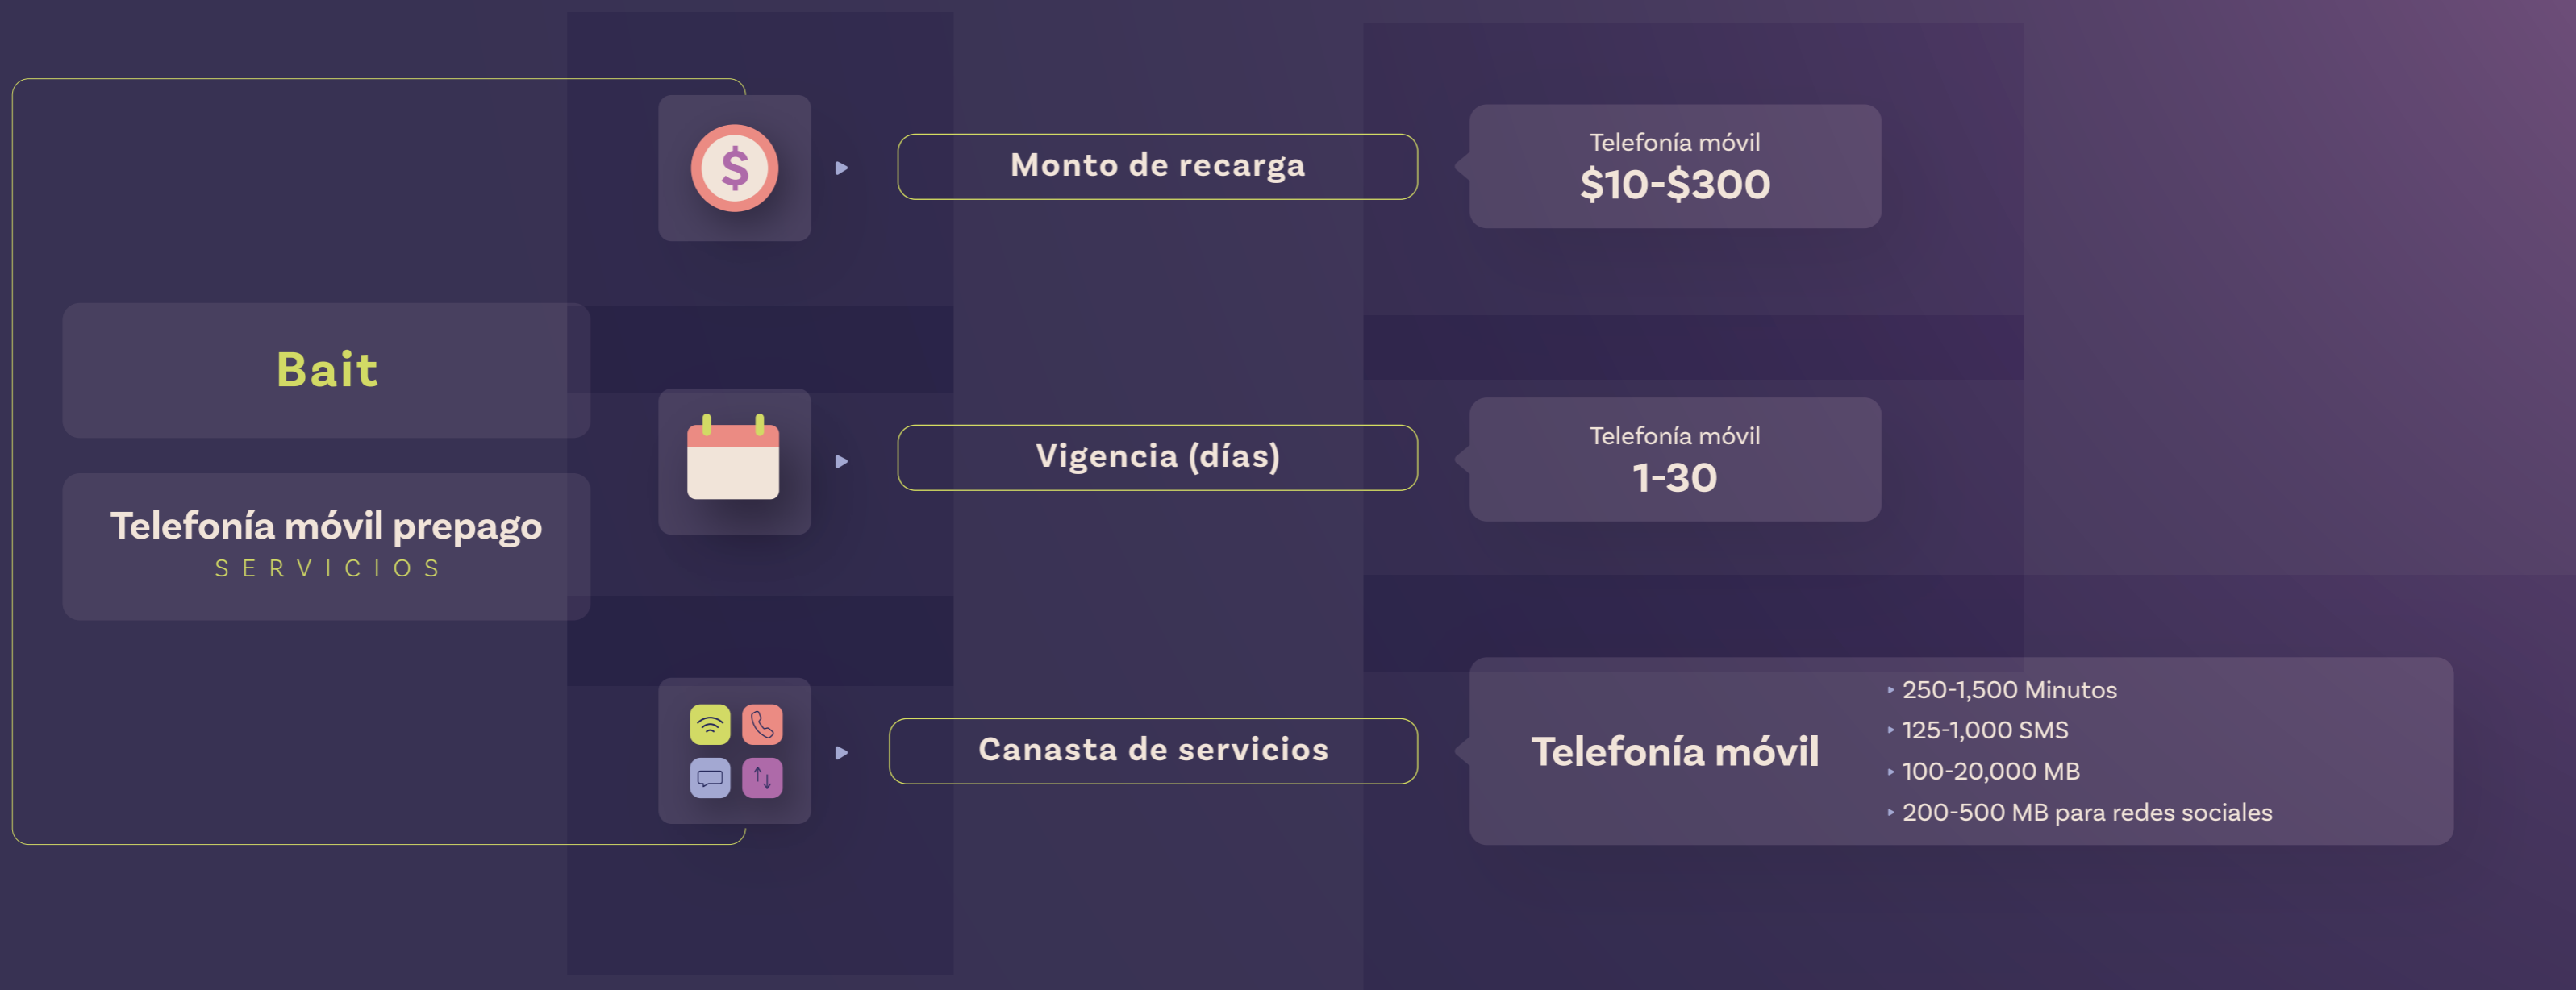 Bait
Telefonía móvil prepago
SERVICIOS
$
Monto de recarga
Telefonía móvil
$10-$300
Vigencia (días)
Telefonía móvil
1-30
Canasta de servicios
Telefonía móvil
250-1,500 Minutos
125-1,000 SMS
100-20,000 MB
200-500 MB para redes sociales